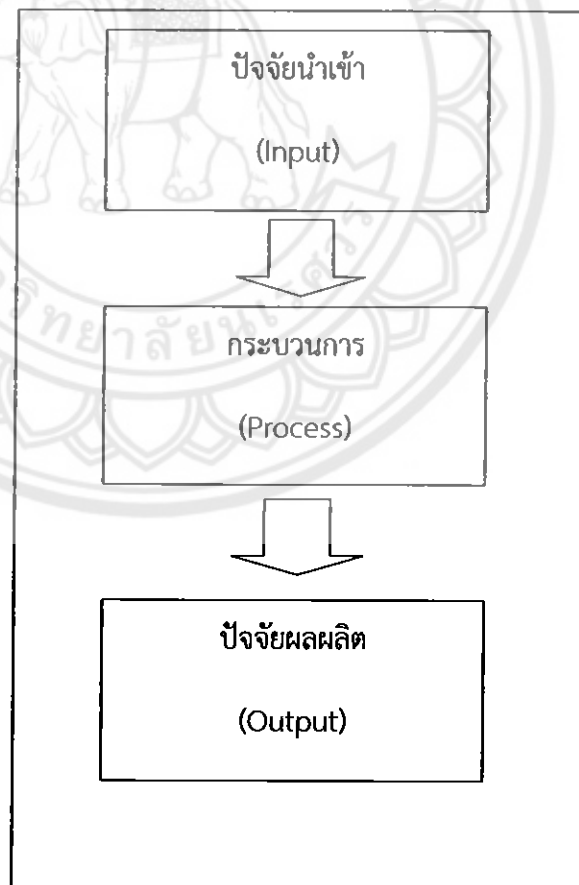 ปัจจัยนำเข้า
(Input)
กระบวนการ
(Process)
ปัจจัยผลผลิต
(Output)